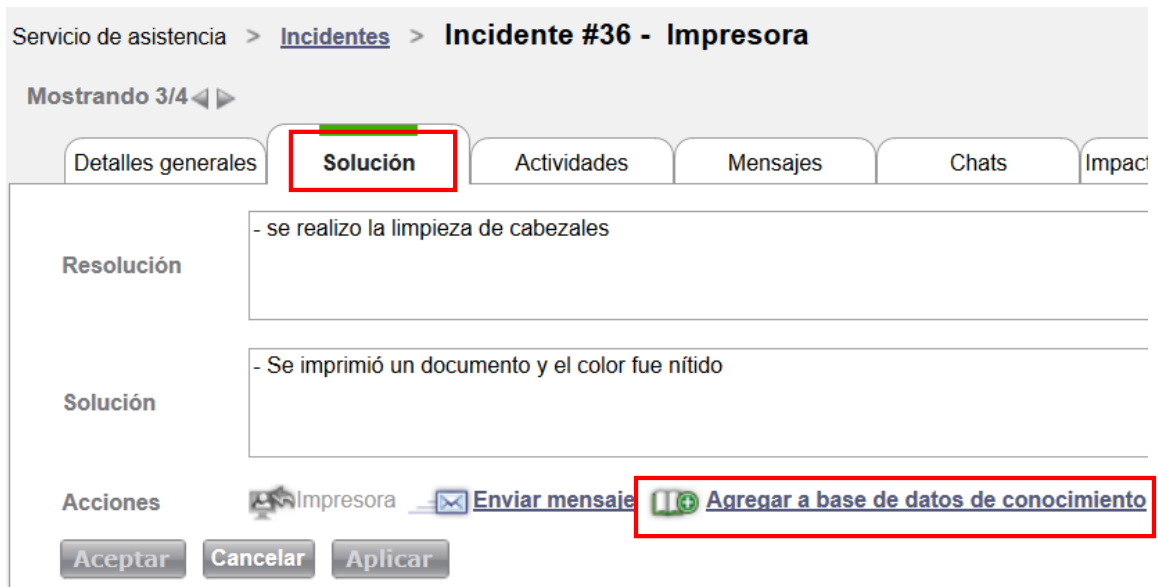 Servicio de asistencia > Incidentes > Incidente #36 - Impresora
Mostrando 3/4
Detalles generales Solución Actividades Mensajes Chats Impact
Resolución
- se realizo la limpieza de cabezales
Solución
- Se imprimió un documento y el color fue nítido
Acciones Impresora Enviar mensaje Agregar a base de datos de conocimiento
Aceptar Cancelar Aplicar